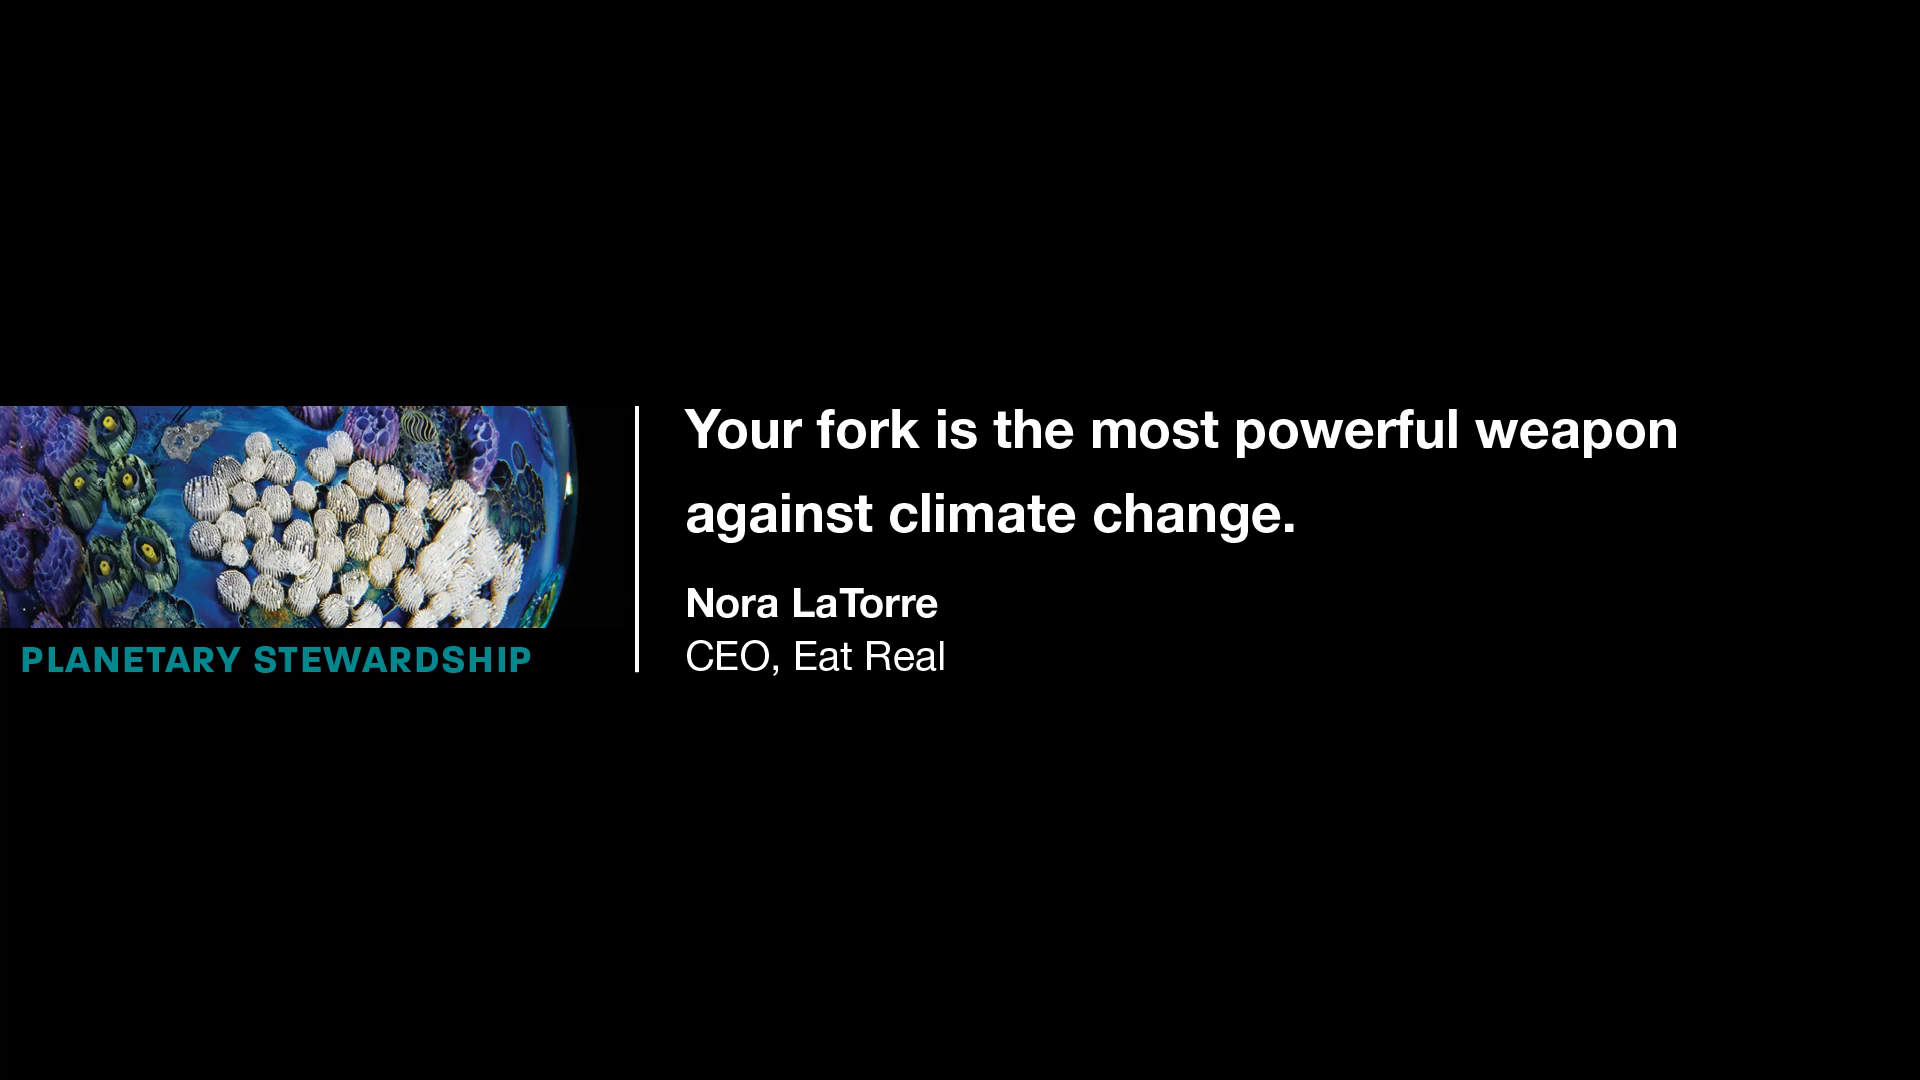 Your fork is the most powerful weapon
against climate change.
Nora LaTorre
CEO, Eat Real
PLANETARY STEWARDSHIP